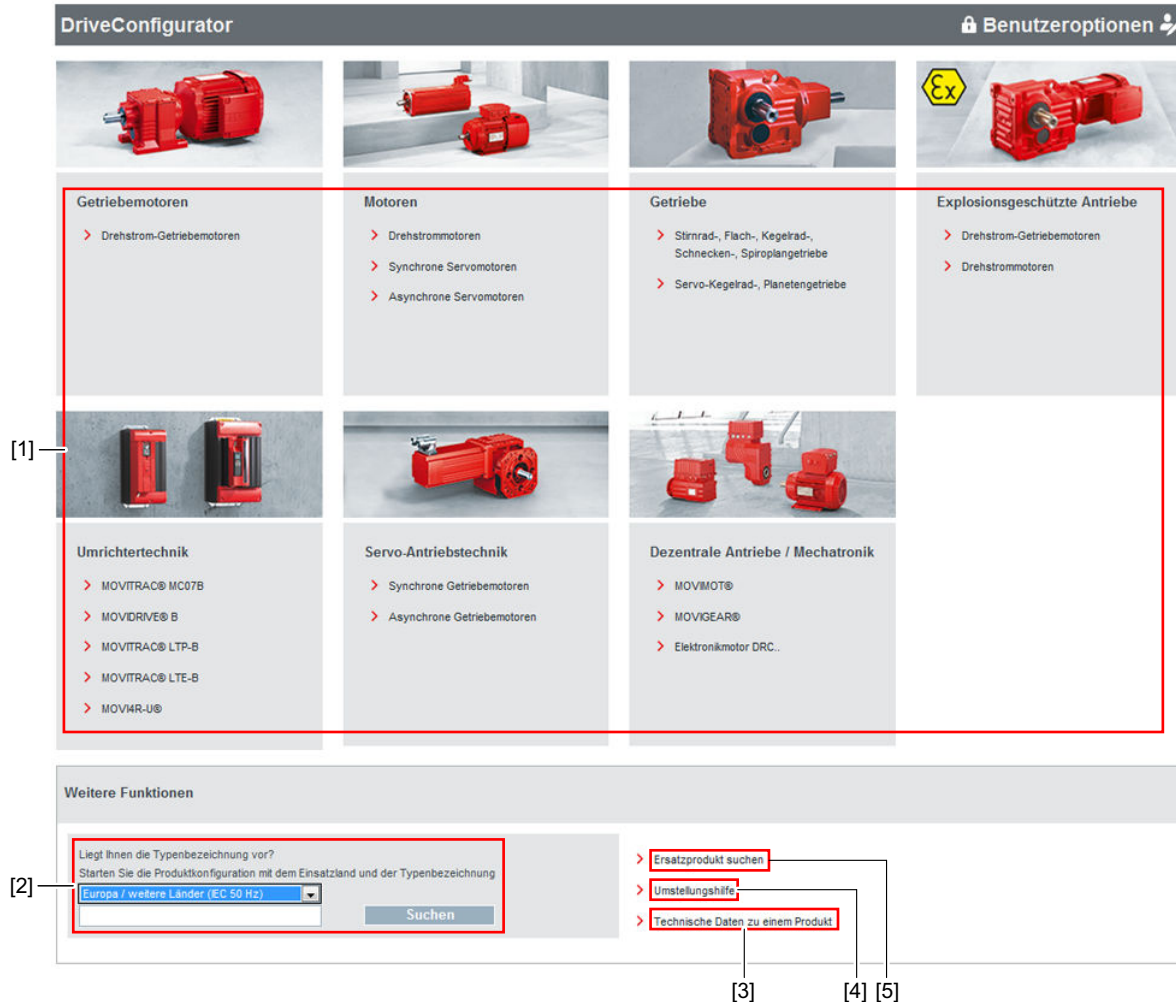 DriveConfigurator
Benutzeroptionen
Ex
Getriebemotoren
Drehstrom-Getriebemotoren
Motoren
Drehstrommotoren
Synchrone Servomotoren
Asynchrone Servomotoren
Getriebe
Stirnrad-, Flach-, Kegelrad-,
Schnecken-, Spiroplangetriebe
Servo-Kegelrad-, Planetengetriebe
Explosionsgeschützte Antriebe
Drehstrom-Getriebemotoren
Drehstrommotoren
[1]
Umrichtertechnik
MOVITRAC® MC07B
MOVIDRIVE® B
MOVITRAC® LTP-B
MOVITRAC® LTE-B
MOVI4R-U®
Servo-Antriebstechnik
Synchrone Getriebemotoren
Asynchrone Getriebemotoren
Dezentrale Antriebe / Mechatronik
MOVIMOT®
MOVIGEAR®
Elektronikmotor DRC..
Weitere Funktionen
[2]
Liegt Ihnen die Typenbezeichnung vor?
Starten Sie die Produktkonfiguration mit dem Einsatzland und der Typenbezeichnung
Europa / weitere Länder (IEC 50 Hz)
Suchen
Ersatzprodukt suchen
Umstellungshilfe
Technische Daten zu einem Produkt
[3]
[4]
[5]